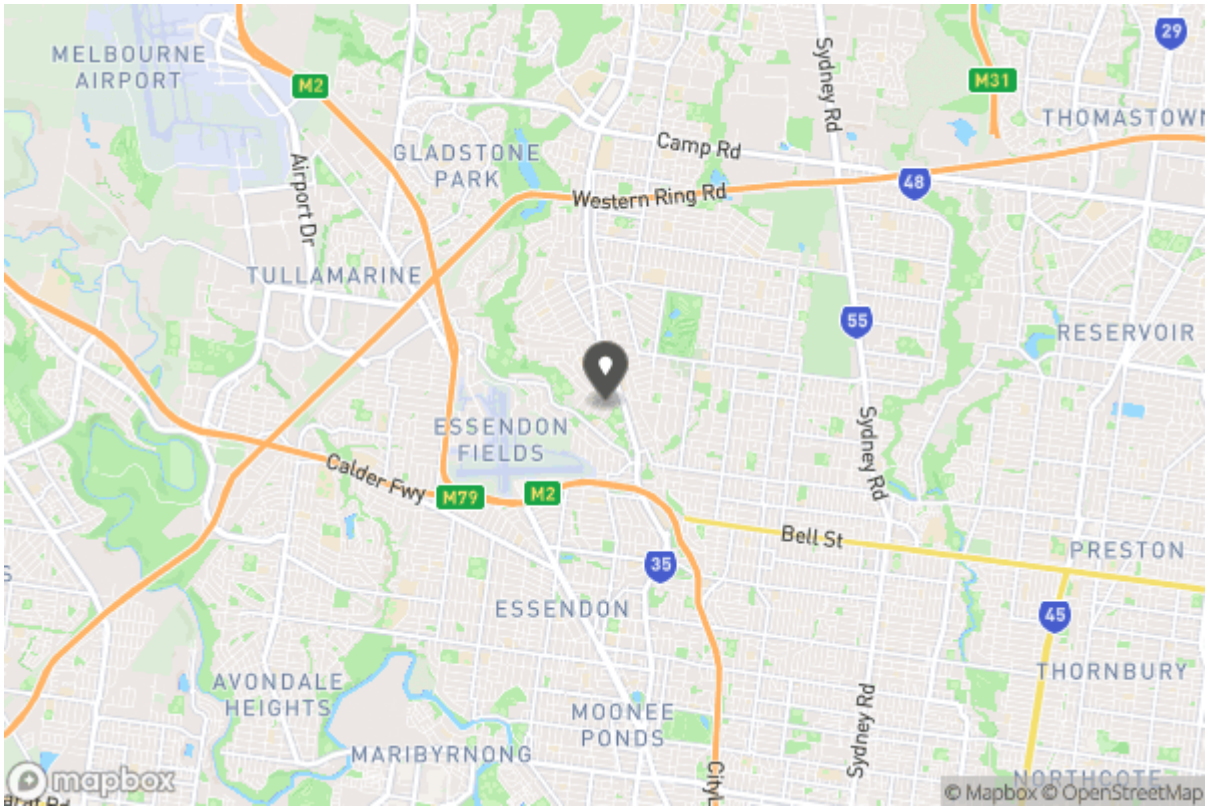 MELBOURNE
AIRPORT
M2
Sydney Rd
29
M31
THOMASTOWN
GLADSTONE
PARK
Camp Rd
Western Ring Rd
48
Airport Dr
TULLAMARINE
55
RESERVOIR
ESSENDON
FIELDS
Sydney Rd
Calder Fwy
M79
M2
Bell St
PRESTON
35
ESSENDON
45
THORNBURY
AVONDALE
HEIGHTS
MOONEE
PONDS
Sydney Rd
MARIBYRNONG
CityL
NORTHCOTE
mapbox
© Mapbox © OpenStreetMap